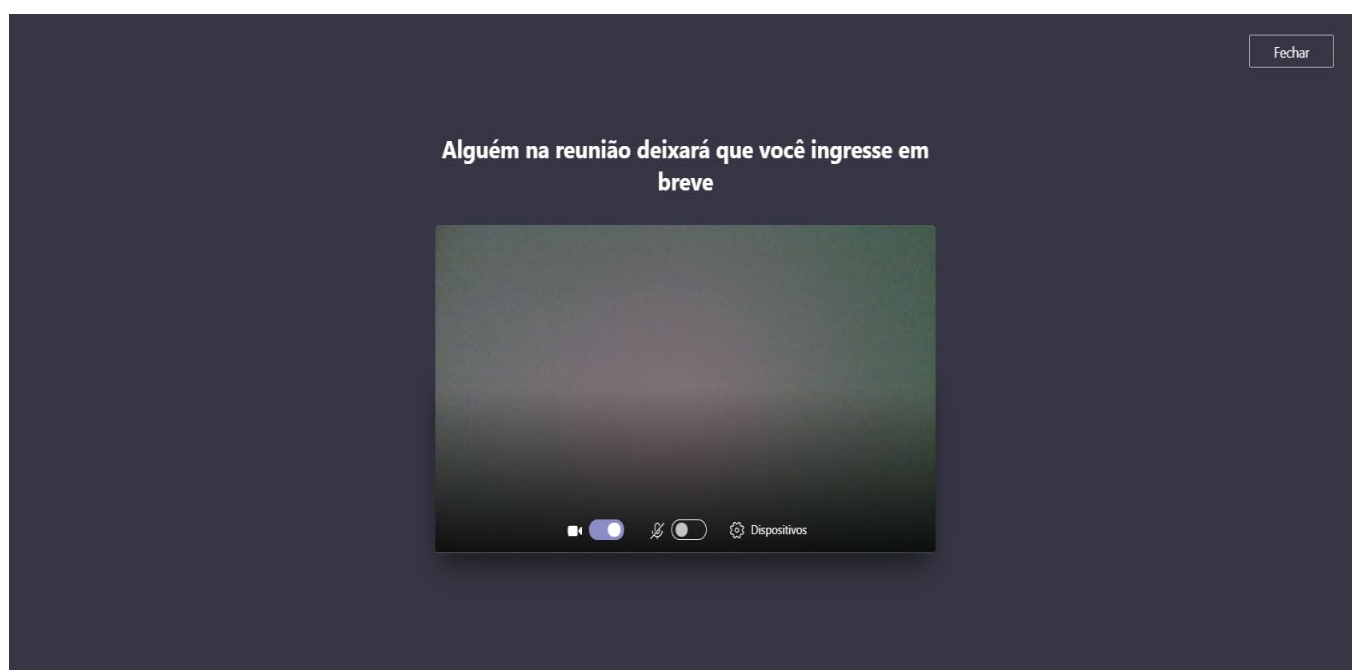 Fechar
Alguém na reunião deixará que você ingresse em
breve
Dispositivos